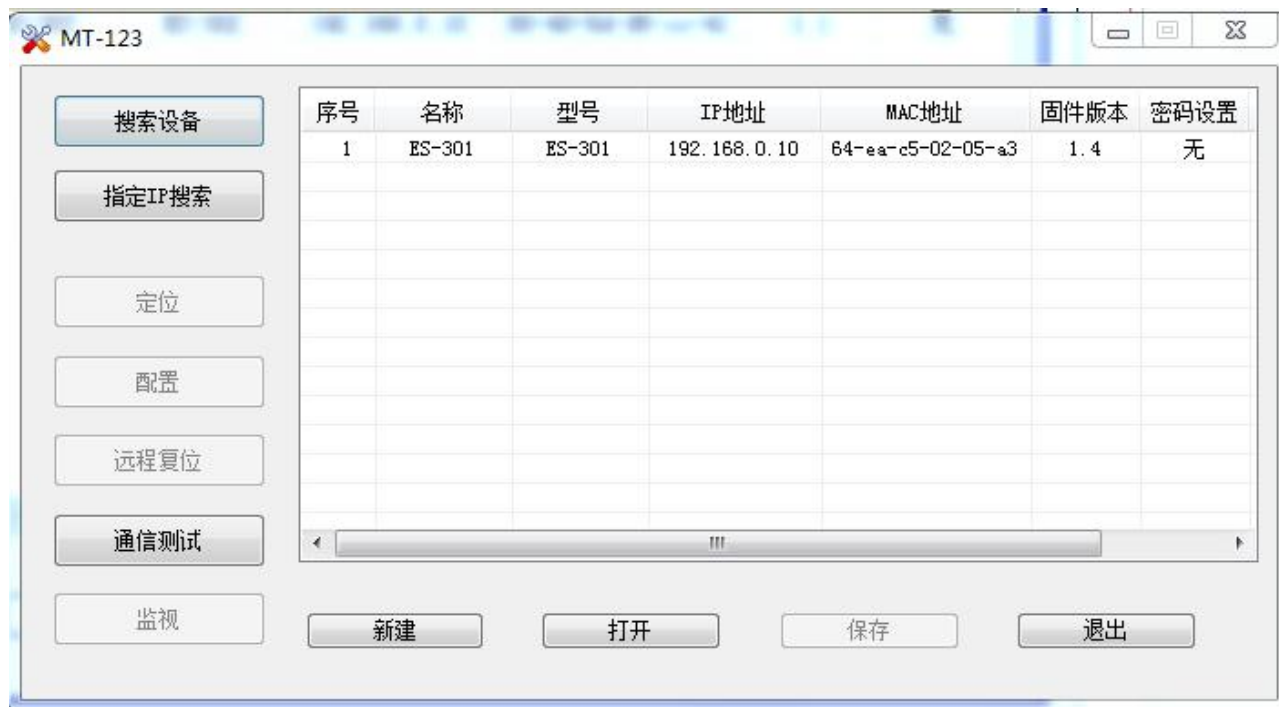 MT-123
搜索设备
指定IP搜索
定位
配置
远程复位
通信测试
监视
序号 名称 型号 IP地址 MAC地址 固件版本 密码设置
1 ES-301 ES-301 192.168.0.10 64-ea-c5-02-05-a3 1.4 无
新建 打开 保存 退出